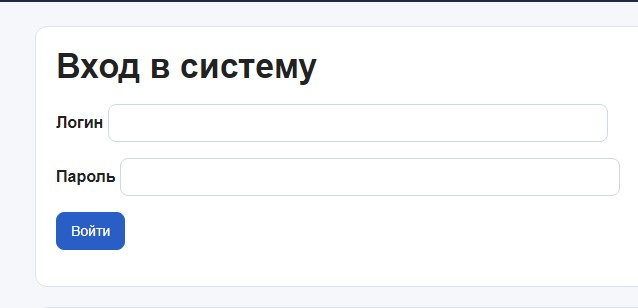 Вход в систему
Логин
Пароль
Войти